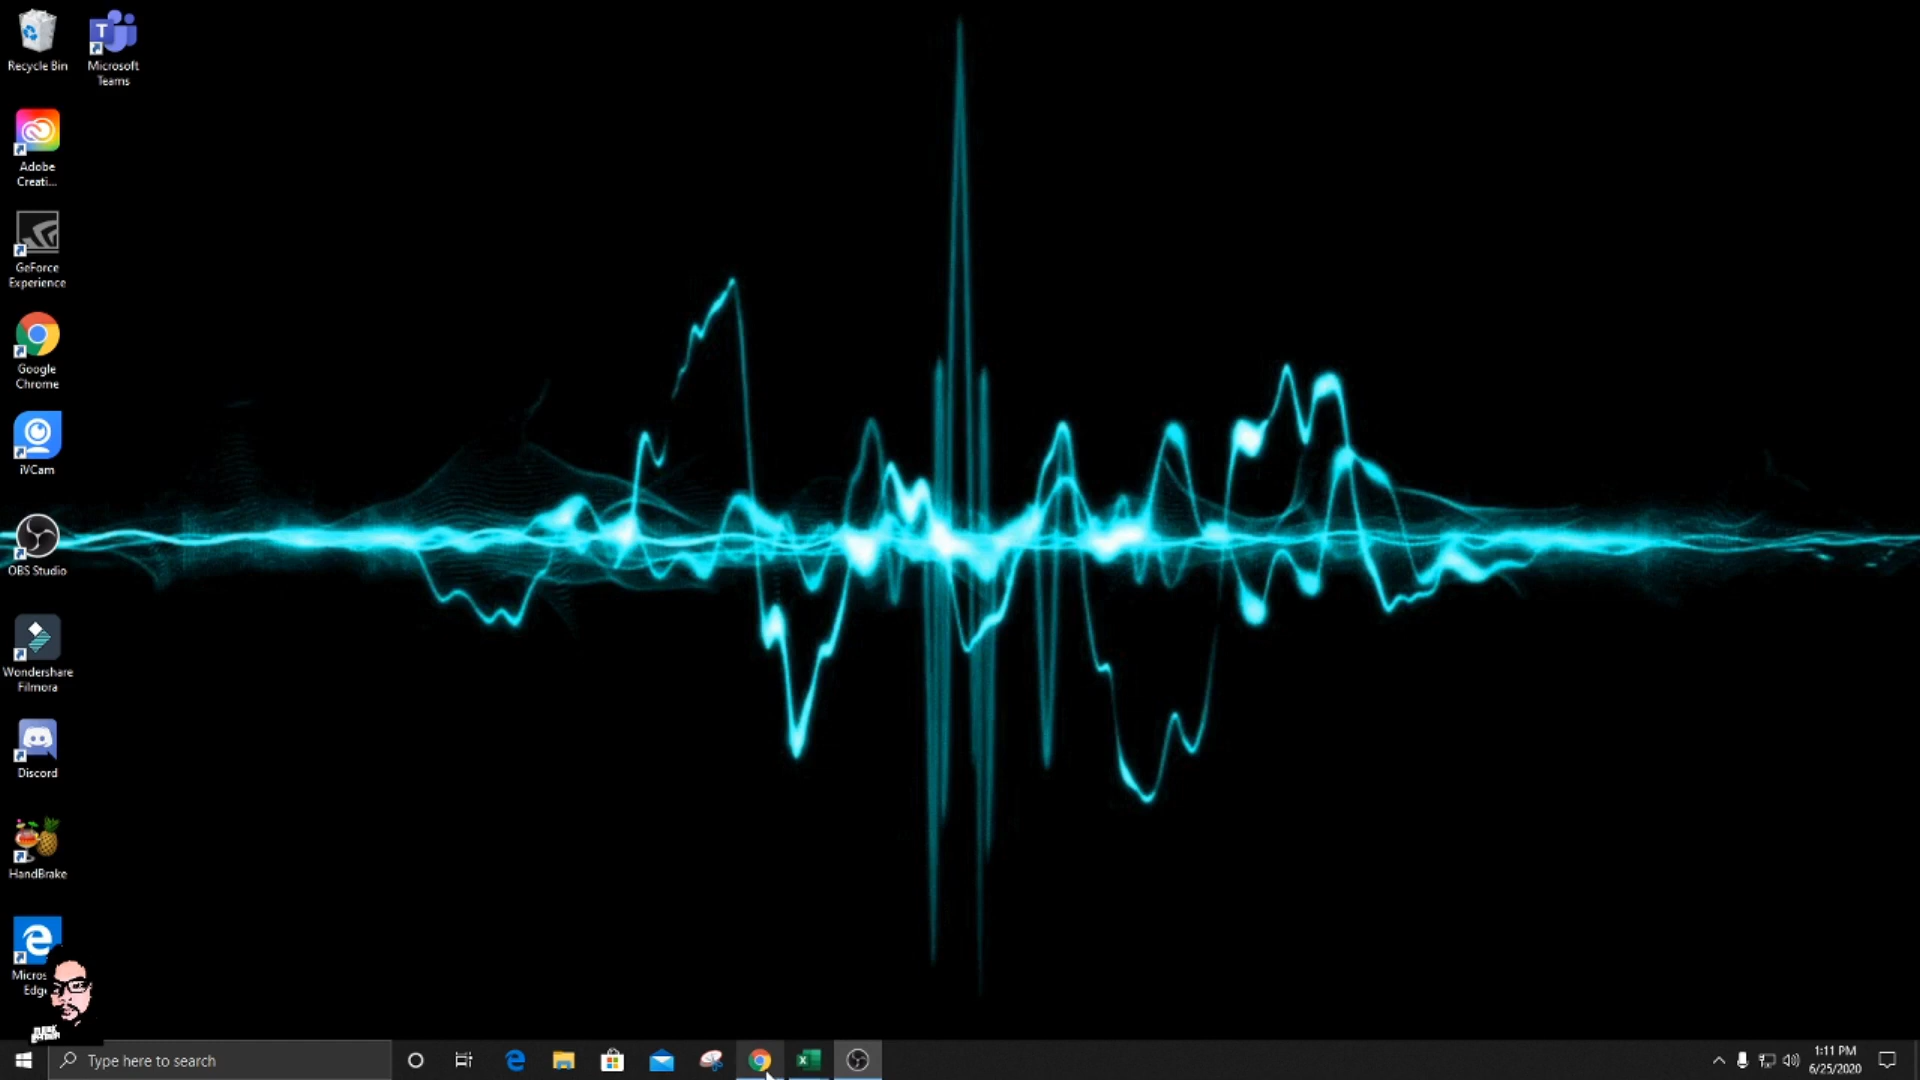 Recycle Bin
Microsoft
Teams
Adobe
Creati...
GeForce
Experience
Google
Chrome
iVCam
OBS Studio
Wondershare
Filmora
Discord
HandBrake
Edge
Type here to search
1:11 PM
6/25/2020